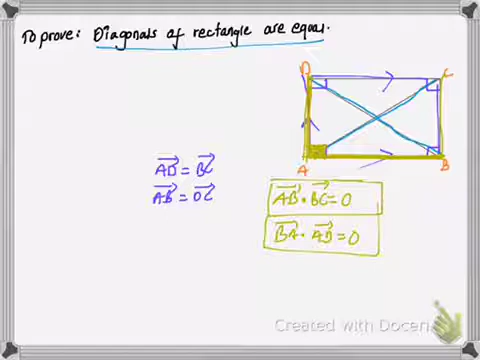 To prove: Diagonals of rectangle are equal.
D C
A B
AD = BC
AB = DC
AB · BC = 0
BA · AD = 0
Created with Doceri